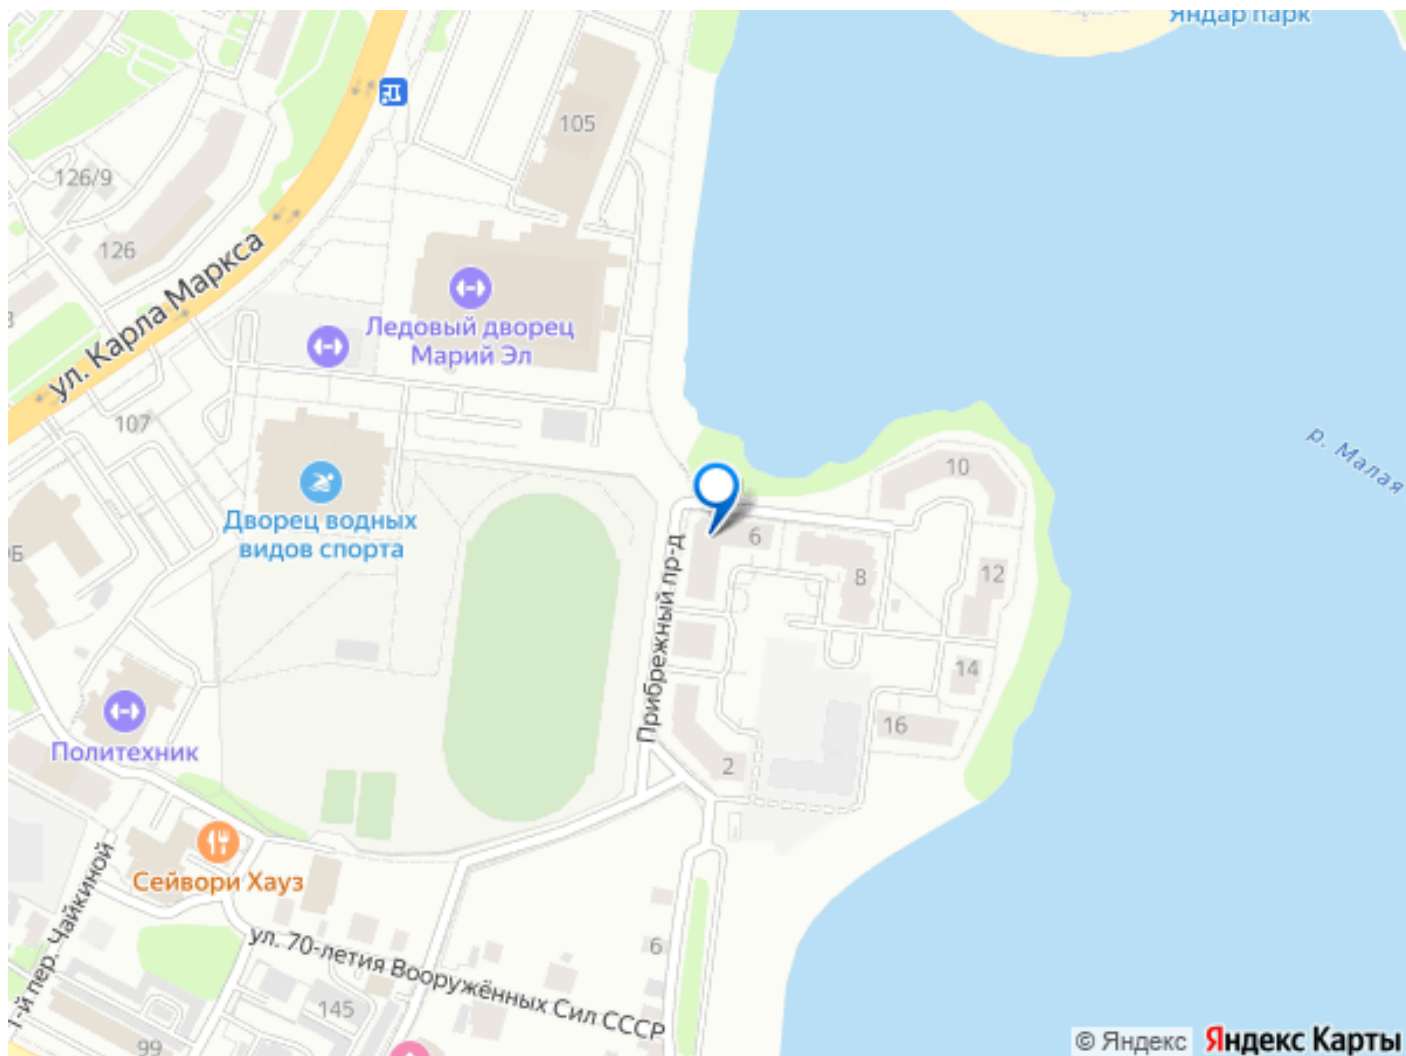 Яндар парк
105
126/9
126
ул. Карла Маркса
Ледовый дворец
Марий Эл
107
10
р. Малая
Дворец водных
видов спорта
6
8
12
Прибрежный пр-д
14
16
Политехник
2
Сейвори Хауз
1-й пер. Чайкиной
ул. 70-летия Вооружённых Сил СССР
6
145
99
© Яндекс Яндекс Карты